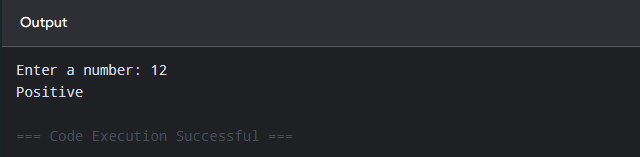 Output
Enter a number: 12
Positive
=== Code Execution Successful ===